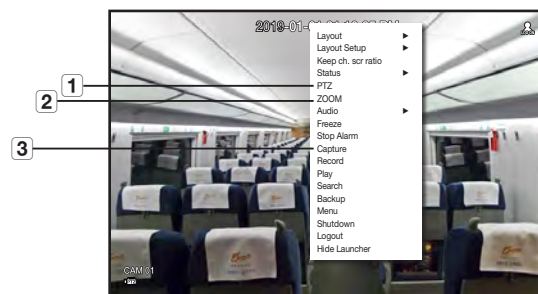 Layout
Layout Setup
Keep ch. scr ratio
Status
1
PTZ
2
ZOOM
Audio
Freeze
Stop Alarm
3
Capture
Record
Play
Search
Backup
Menu
Shutdown
Logout
Hide Launcher
CAM 01
PTZ